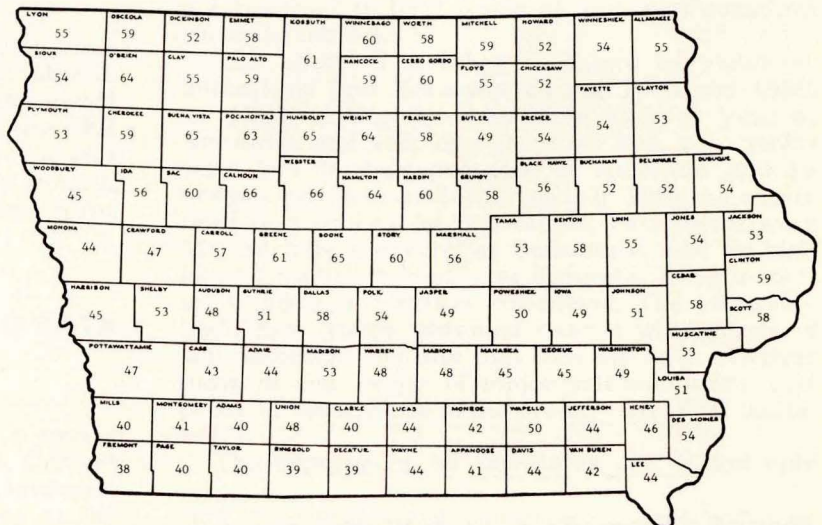 LYON OSCEOLA DICKINSON EMMET KOSSUTH WINNEBAGO WORTH MITCHELL HOWARD WINNESHIEK ALLAMAKEE
55 59 52 58 61 60 58 59 52 54 55
SIOUX O'BRIEN CLAY PALO ALTO HANCOCK CERRO GORDO FLOYD CHICKASAW
54 64 55 59 59 60 55 52
PLYMOUTH CHEROKEE BUENA VISTA POCAHONTAS HUMBOLDT WRIGHT FRANKLIN BUTLER BREMER FAYETTE CLAYTON
53 59 65 63 65 64 58 49 54 54 53
WOODBURY IDA SAC CALHOUN WEBSTER HAMILTON HARDIN GRUNDY BLACK HAWK BUCHANAN DELAWARE DUBUQUE
45 56 60 66 66 64 60 58 56 52 52 54
MONONA CRAWFORD CARROLL GREENE BOONE STORY MARSHALL TAMA BENTON LINN JONES JACKSON
44 47 57 61 65 60 56 53 58 55 54 53
CLINTON
59
HARRISON SHELBY AUDUBON GUTHRIE DALLAS POLK JASPER POWESHIEK IOWA JOHNSON CEDAR SCOTT
45 53 48 51 58 54 49 50 49 51 58 58
MUSCATINE
53
POTTAWATTAMIE CASS ADAIR MADISON WARREN MARION MAHASKA KEOKUK WASHINGTON LOUISA
47 43 44 53 48 48 45 45 49 51
MILLS MONTGOMERY ADAMS UNION CLARKE LUCAS MONROE WAPELLO JEFFERSON HENRY DES MOINES
40 41 40 48 40 44 42 50 44 46 54
FREMONT PAGE TAYLOR RINGGOLD DECATUR WAYNE APPANOOSE DAVIS VAN BUREN LEE
38 40 40 39 39 44 41 44 42 44